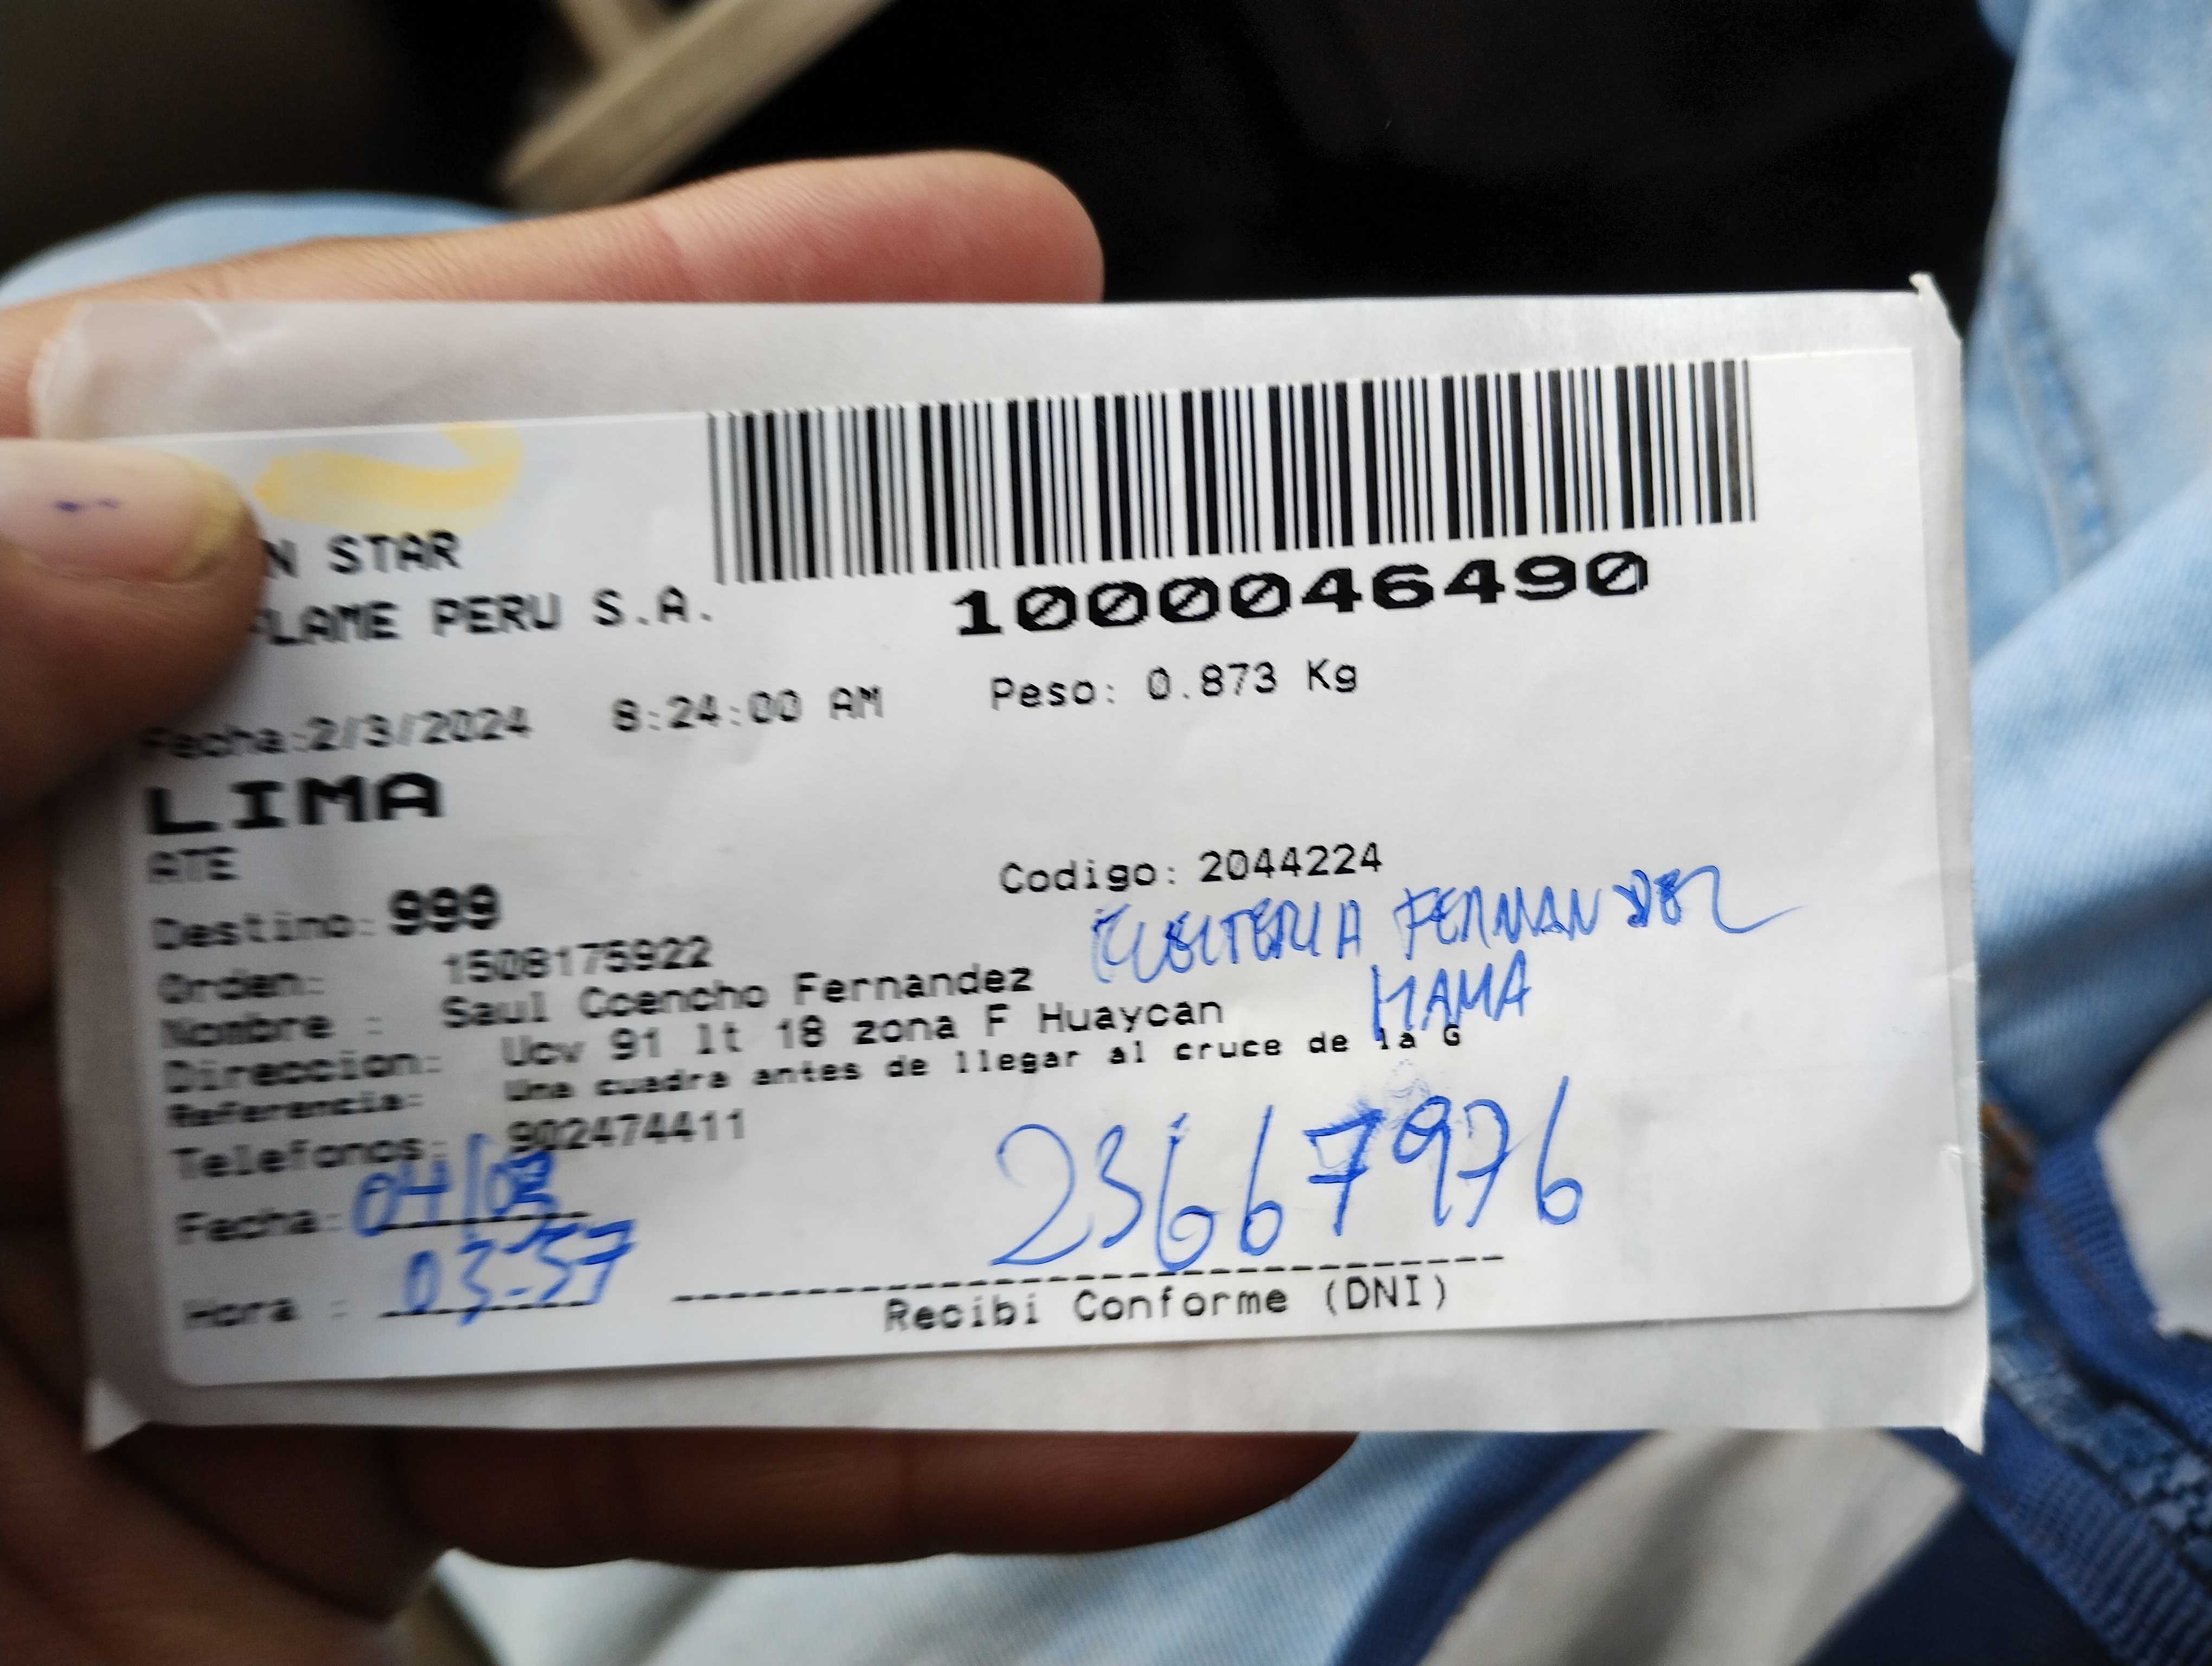 N STAR
FLAME PERU S.A.
1000046490
Fecha:2/3/2024 8:24:00 AM Peso: 0.873 Kg
LIMA
ATE
Codigo: 2044224
Destino: 999
Orden: 1508175922
FERNANDEZ
Nombre : Saul Ccencho Fernandez
MAMA
Direccion: Ucv 91 lt 18 zona F Huaycan
Referencia: Una cuadra antes de llegar al cruce de la G
Telefonos: 902474411
Fecha: 04/03
23667976
Hora : 03-57
Recibi Conforme (DNI)